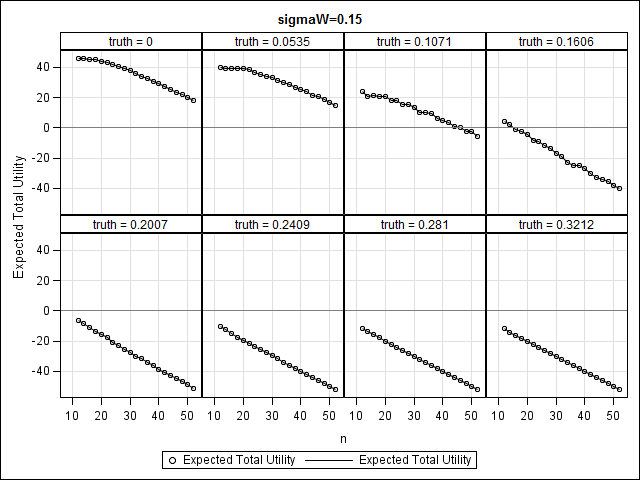 sigmaW=0.15
truth = 0
truth = 0.0535
truth = 0.1071
truth = 0.1606
40
20
0
-20
-40
truth = 0.2007
truth = 0.2409
truth = 0.281
truth = 0.3212
40
20
0
-20
-40
Expected Total Utility
10 20 30 40 50 10 20 30 40 50 10 20 30 40 50 10 20 30 40 50
n
Expected Total Utility Expected Total Utility